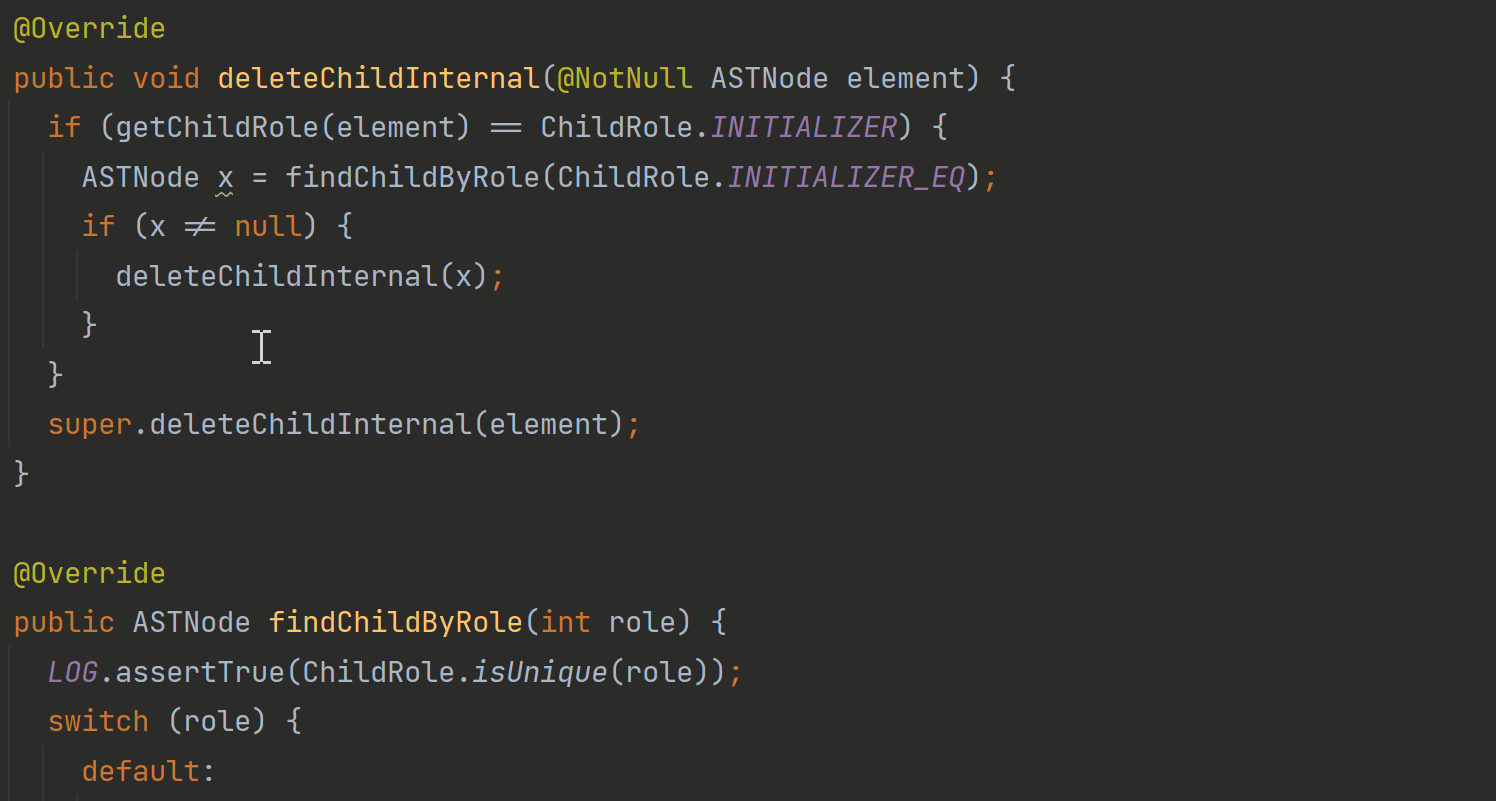 @Override
public void deleteChildInternal(@NotNull ASTNode element) {
  if (getChildRole(element) == ChildRole.INITIALIZER) {
    ASTNode x = findChildByRole(ChildRole.INITIALIZER_EQ);
    if (x != null) {
      deleteChildInternal(x);
    }
  }
  super.deleteChildInternal(element);
}

@Override
public ASTNode findChildByRole(int role) {
  LOG.assertTrue(ChildRole.isUnique(role));
  switch (role) {
    default: